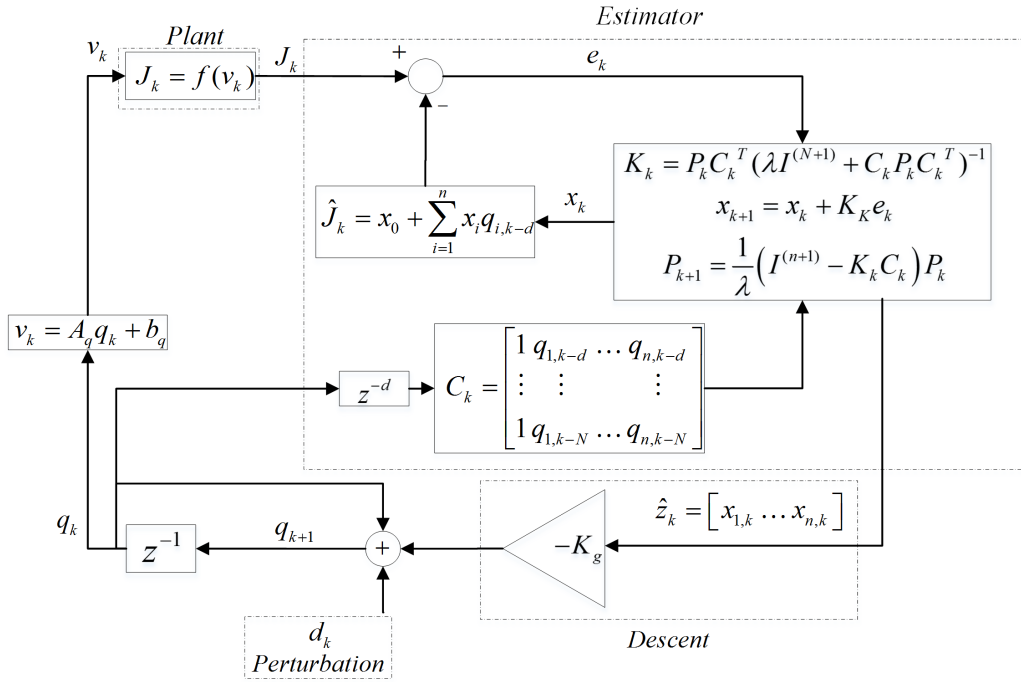 Estimator
Plant
v_k
J_k = f(v_k)
J_k
+
e_k
−
K_k = P_k C_k^T (λI^(N+1) + C_k P_k C_k^T)^−1
x_{k+1} = x_k + K_K e_k
P_{k+1} = 1/λ (I^(n+1) − K_k C_k) P_k
Ĵ_k = x_0 + ∑_{i=1}^{n} x_i q_{i,k−d}
x_k
v_k = A_q q_k + b_q
z^−d
C_k = [1 q_{1,k−d} … q_{n,k−d}
⋮ ⋮ ⋮
1 q_{1,k−N} … q_{n,k−N}]
q_k
z^−1
q_{k+1}
+
−K_g
ẑ_k = [x_{1,k} … x_{n,k}]
d_k
Perturbation
Descent